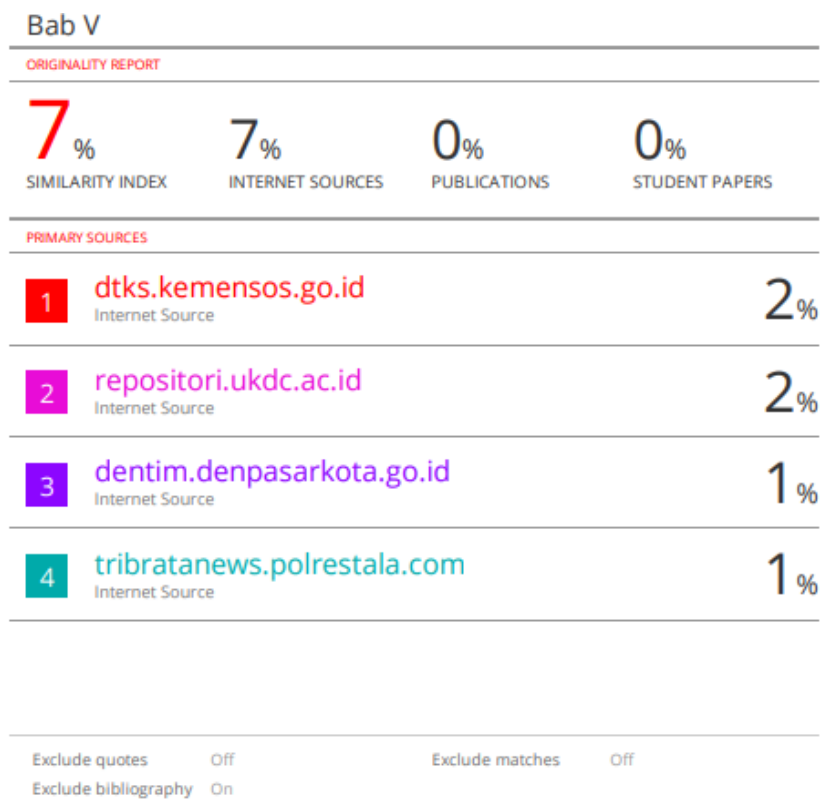 Bab V
ORIGINALITY REPORT
7% 7% 0% 0%
SIMILARITY INDEX INTERNET SOURCES PUBLICATIONS STUDENT PAPERS
PRIMARY SOURCES
1 dtks.kemensos.go.id 2%
Internet Source
2 repositori.ukdc.ac.id 2%
Internet Source
3 dentim.denpasarkota.go.id 1%
Internet Source
4 tribratanews.polrestala.com 1%
Internet Source
Exclude quotes Off Exclude matches Off
Exclude bibliography On